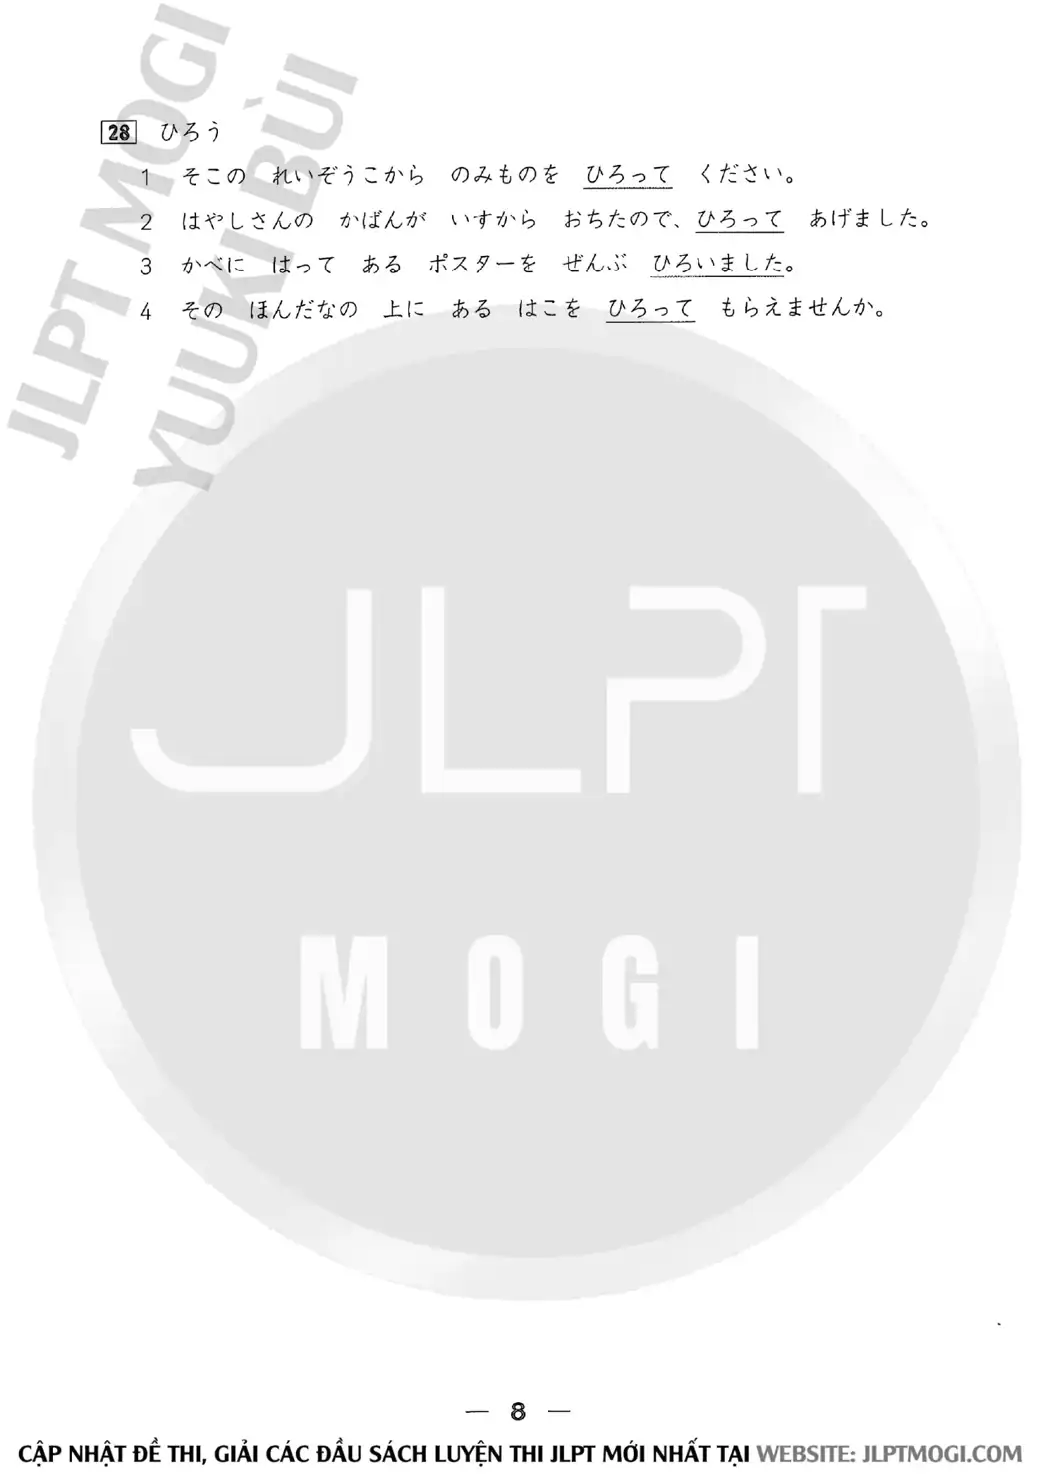 JLPT MOGI
YUUKI BÙI
28 ひろう
1 そこの れいぞうこから のみものを ひろって ください。
2 はやしさんの かばんが いすから おちたので、ひろって あげました。
3 かべに はって ある ポスターを ぜんぶ ひろいました。
4 その ほんだなの 上に ある はこを ひろって もらえませんか。
JLPT
MOGI
— 8 —
CẬP NHẬT ĐỀ THI, GIẢI CÁC ĐẦU SÁCH LUYỆN THI JLPT MỚI NHẤT TẠI WEBSITE: JLPTMOGI.COM